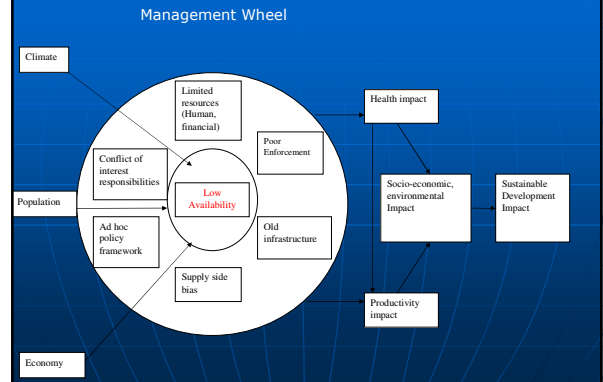 Management Wheel
Climate
Limited
resources
(Human,
financial)
Health impact
Poor
Enforcement
Conflict of
interest
responsibilities
Low
Availability
Socio-economic,
environmental
Impact
Sustainable
Development
Impact
Population
Ad hoc
policy
framework
Old
infrastructure
Supply side
bias
Productivity
impact
Economy